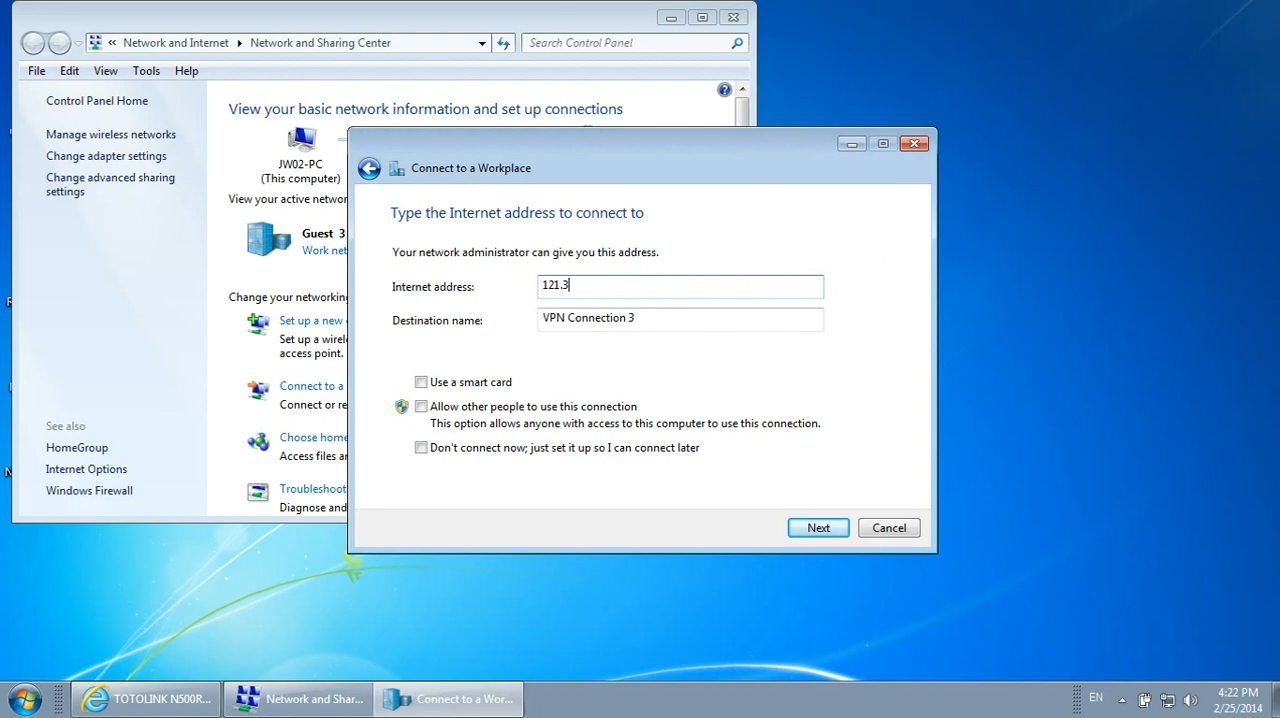 Network and Internet
Network and Sharing Center
Search Control Panel
File
Edit
View
Tools
Help
Control Panel Home
Manage wireless networks
Change adapter settings
Change advanced sharing
settings
See also
HomeGroup
Internet Options
Windows Firewall
View your basic network information and set up connections
JW02-PC
(This computer)
View your active networ
Guest 3
Work net
Change your networking
Set up a new
Set up a wirele
access point.
Connect to a
Connect or re
Choose home
Access files ar
Troubleshoot
Diagnose and
Connect to a Workplace
Type the Internet address to connect to
Your network administrator can give you this address.
Internet address:
121.3
Destination name:
VPN Connection 3
Use a smart card
Allow other people to use this connection
This option allows anyone with access to this computer to use this connection.
Don't connect now; just set it up so I can connect later
Next
Cancel
TOTOLINK N500R...
Network and Shar...
Connect to a Wor...
EN
4:22 PM
2/25/2014